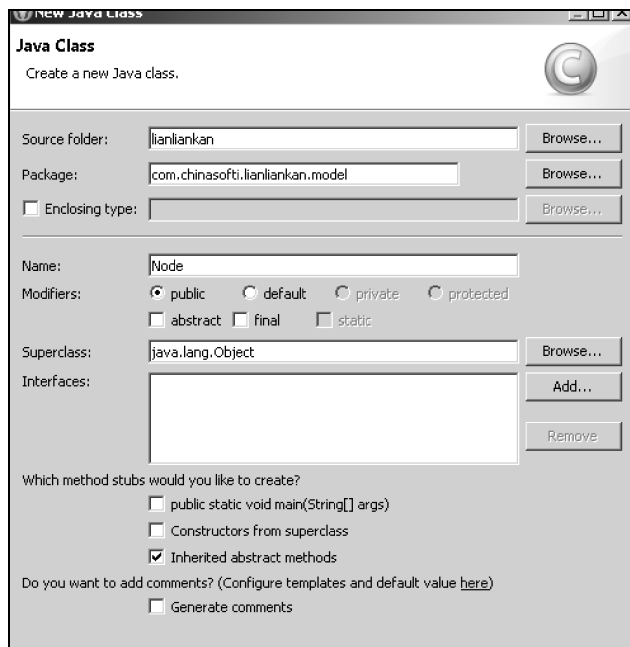 New Java Class
Java Class
Create a new Java class.
C
Source folder: lianliankan Browse...
Package: com.chinasofti.lianliankan.model Browse...
Enclosing type: Browse...
Name: Node
Modifiers: public default private protected
abstract final static
Superclass: java.lang.Object Browse...
Interfaces: Add...
Remove
Which method stubs would you like to create?
public static void main(String[] args)
Constructors from superclass
Inherited abstract methods
Do you want to add comments? (Configure templates and default value here)
Generate comments